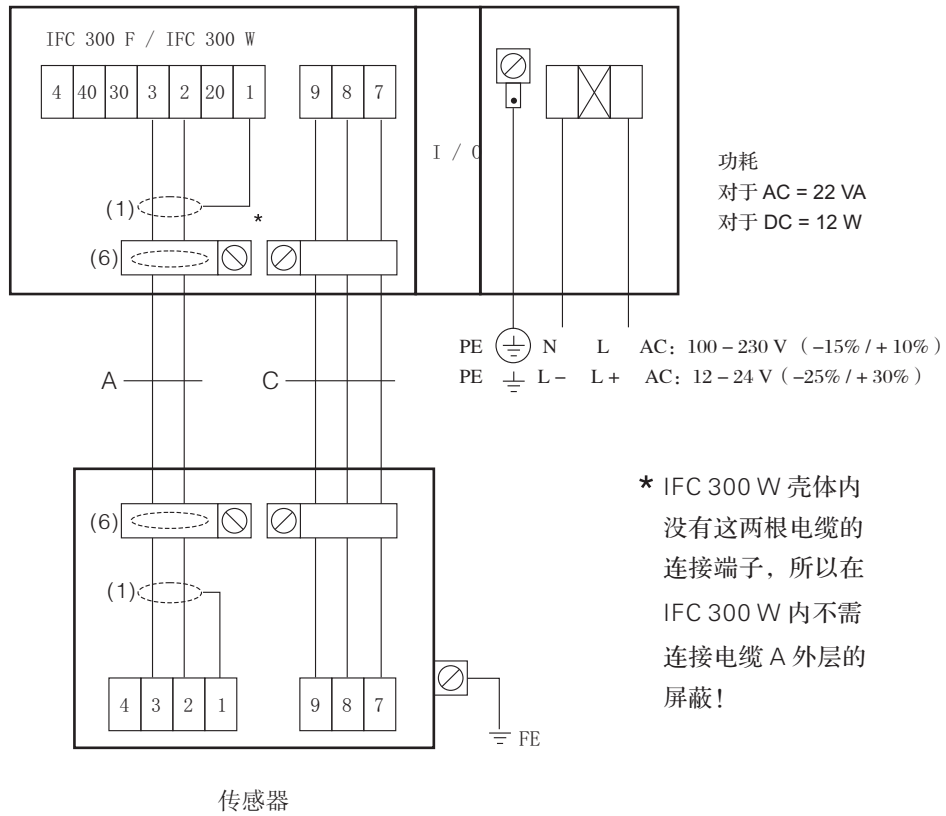 IFC 300 F / IFC 300 W
4 40 30 3 2 20 1 9 8 7
I / O
功耗
对于 AC = 22 VA
对于 DC = 12 W
(1)
*
(6)
PE N L AC: 100 – 230 V (–15% / + 10%)
PE L – L + AC: 12 – 24 V (–25% / + 30%)
A C
* IFC 300 W 壳体内
没有这两根电缆的
连接端子，所以在
IFC 300 W 内不需
连接电缆 A 外层的
屏蔽！
(6)
(1)
4 3 2 1 9 8 7
FE
传感器